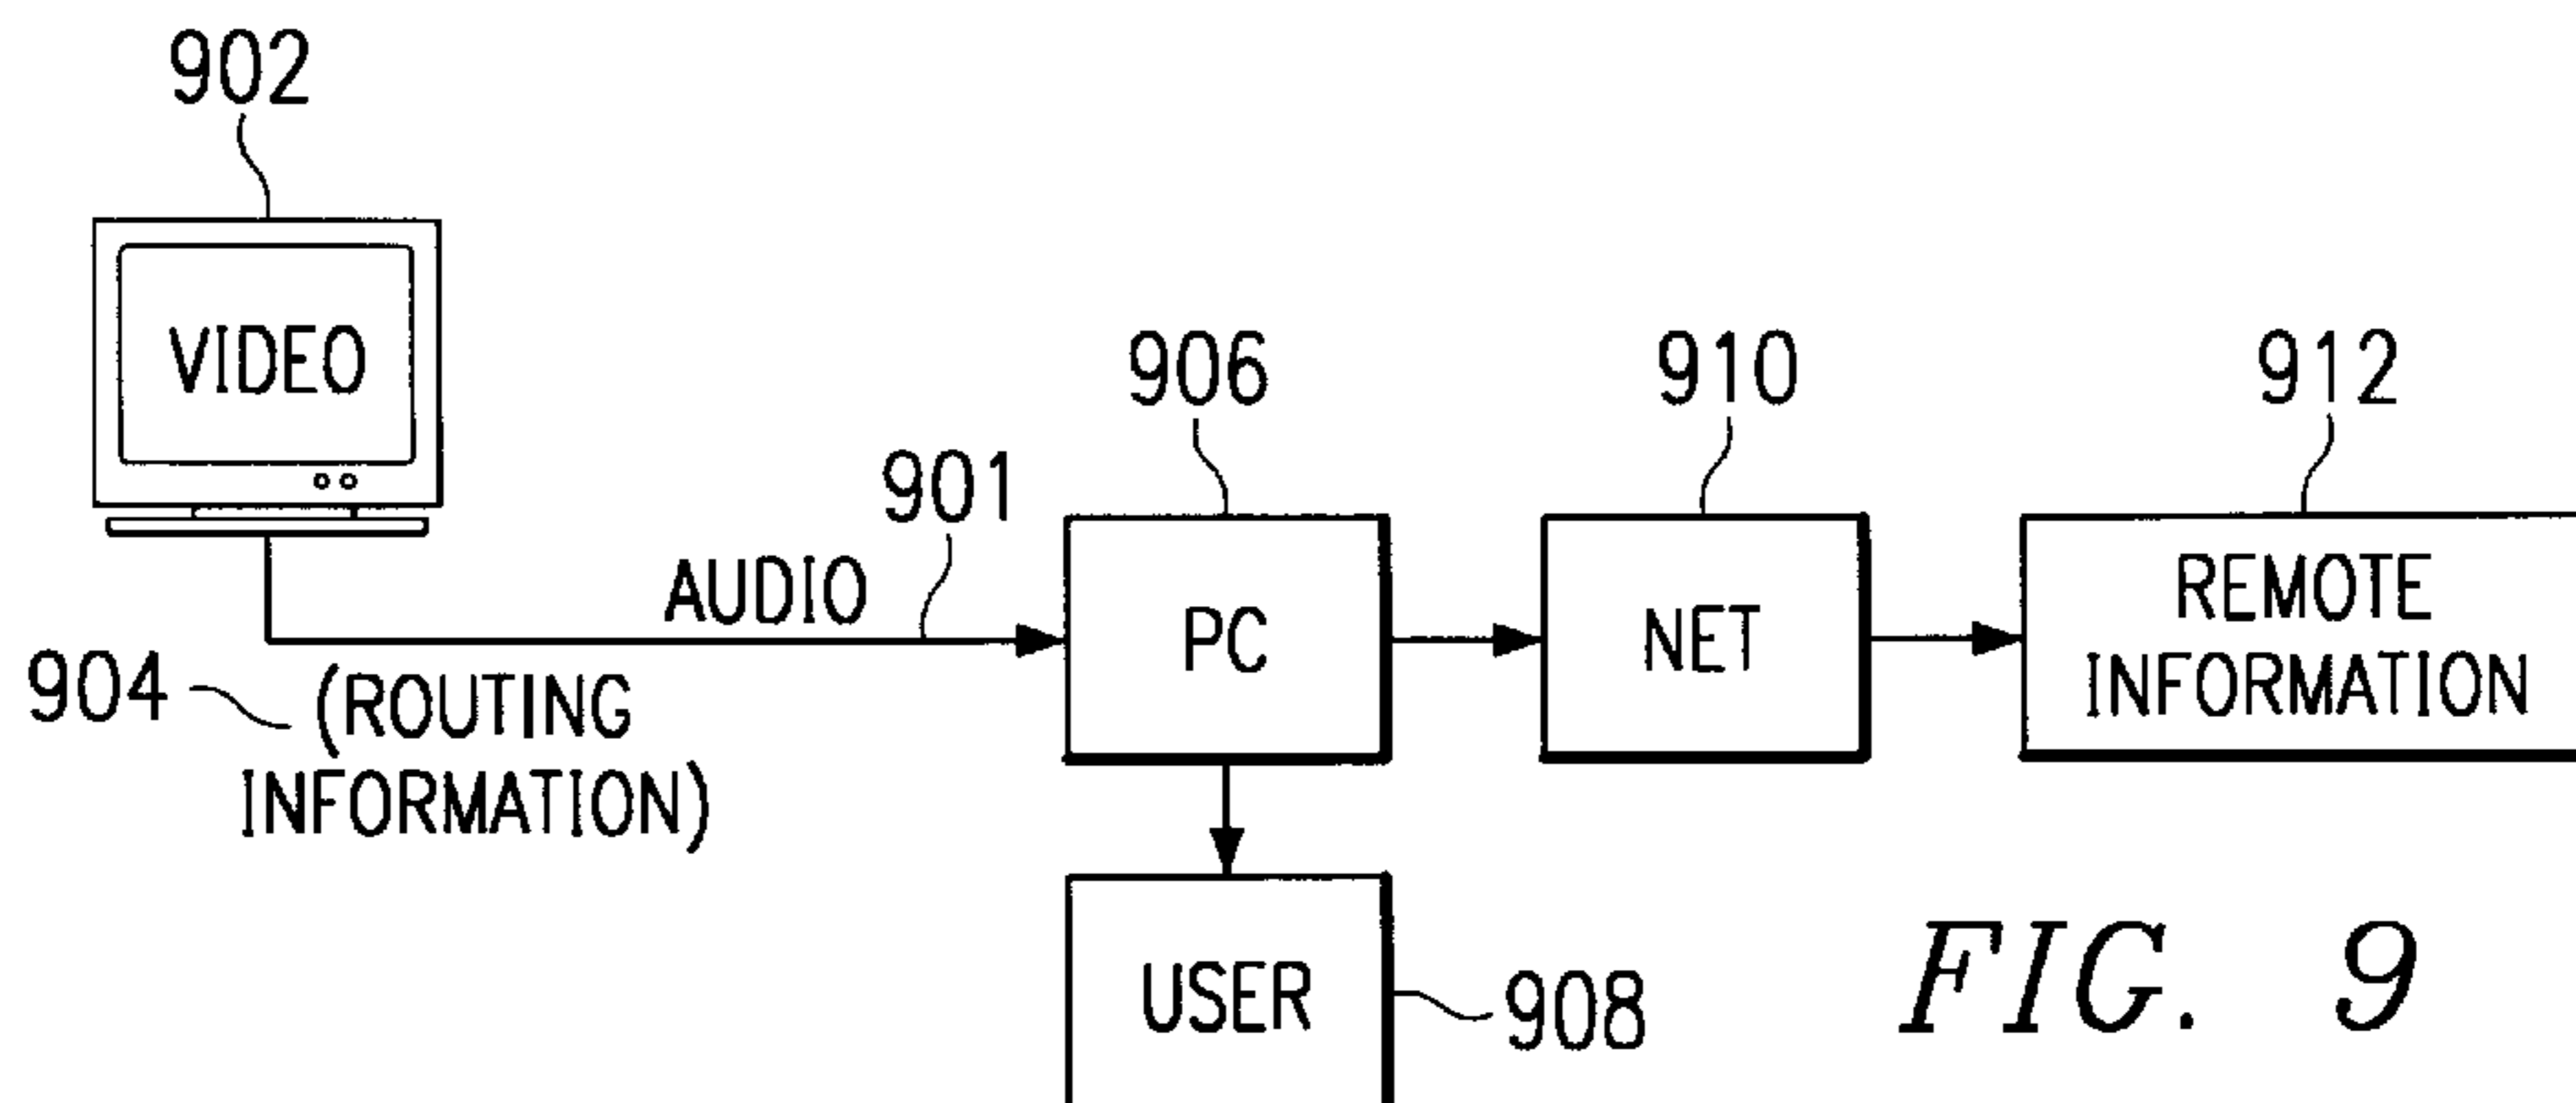 902
VIDEO
901
AUDIO
904
(ROUTING
INFORMATION)
906
PC
910
NET
912
REMOTE
INFORMATION
USER
908
FIG. 9